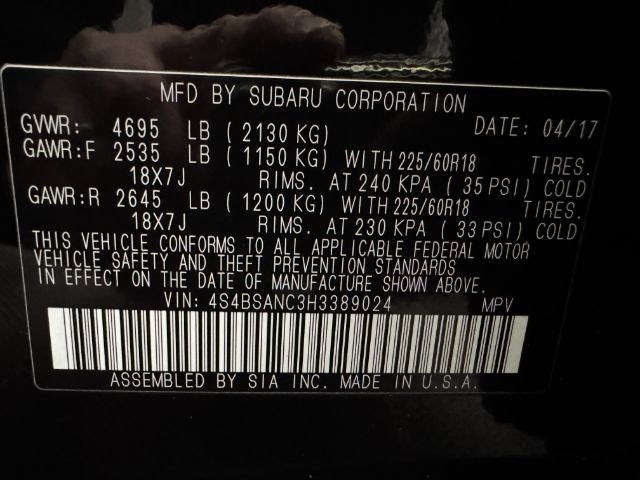 MFD BY SUBARU CORPORATION
GVWR: 4695 LB ( 2130 KG) DATE: 04/17
GAWR:F 2535 LB ( 1150 KG) WITH 225/60R18 TIRES.
18X7J RIMS. AT 240 KPA ( 35 PSI) COLD
GAWR:R 2645 LB ( 1200 KG) WITH 225/60R18 TIRES.
18X7J RIMS. AT 230 KPA ( 33 PSI) COLD
THIS VEHICLE CONFORMS TO ALL APPLICABLE FEDERAL MOTOR
VEHICLE SAFETY AND THEFT PREVENTION STANDARDS
IN EFFECT ON THE DATE OF MANUFACTURE SHOWN ABOVE.
VIN: 4S4BSANC3H3389024 MPV
ASSEMBLED BY SIA INC. MADE IN U.S.A.